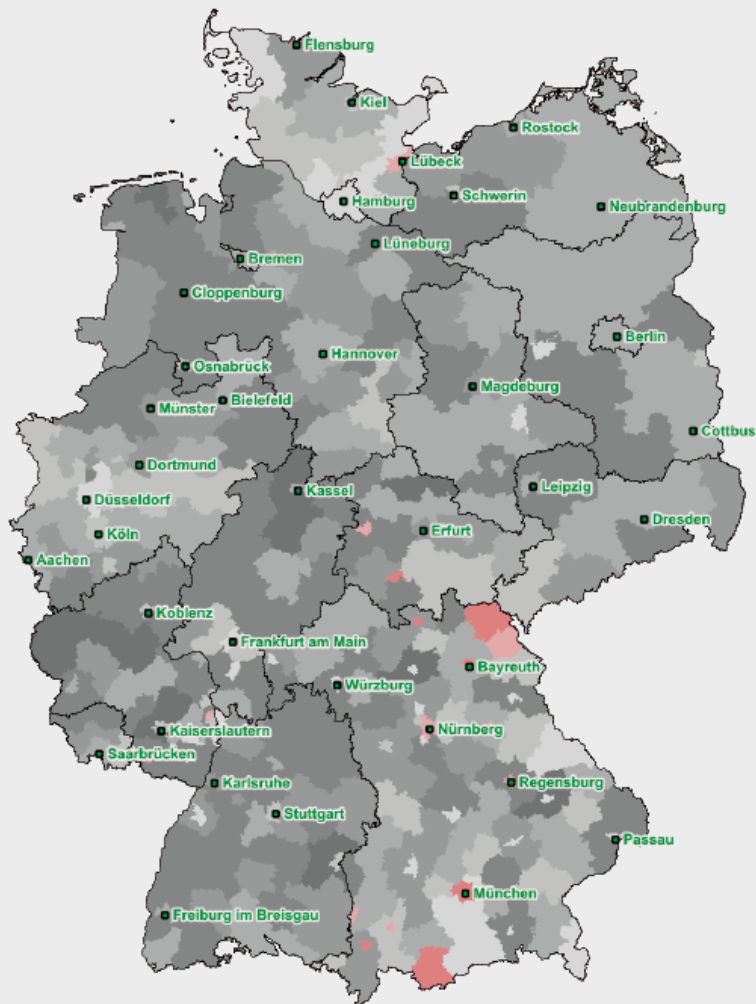 Flensburg
Kiel
Rostock
Lübeck
Schwerin
Hamburg
Neubrandenburg
Lüneburg
Bremen
Cloppenburg
Berlin
Hannover
Osnabrück
Magdeburg
Bielefeld
Münster
Cottbus
Dortmund
Leipzig
Kassel
Düsseldorf
Dresden
Erfurt
Köln
Aachen
Koblenz
Frankfurt am Main
Bayreuth
Würzburg
Nürnberg
Kaiserslautern
Saarbrücken
Karlsruhe
Regensburg
Stuttgart
Passau
München
Freiburg im Breisgau